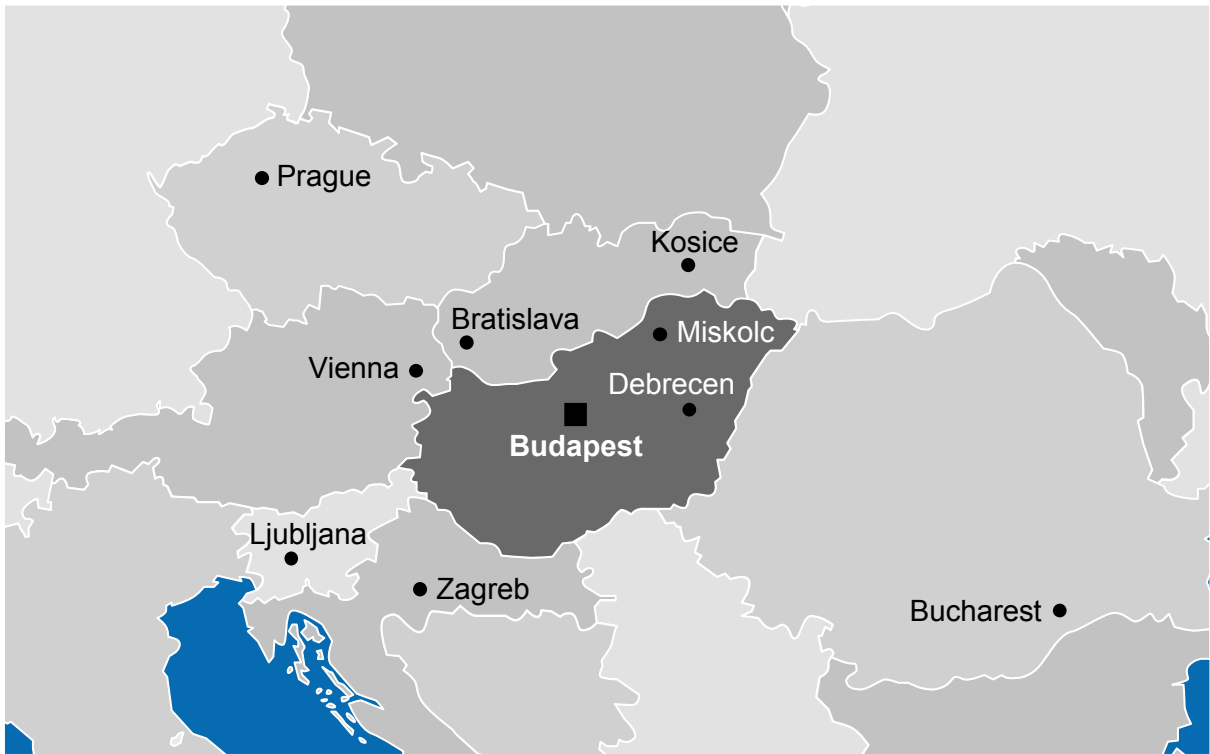 Prague
Kosice
Bratislava
Miskolc
Vienna
Debrecen
Budapest
Ljubljana
Zagreb
Bucharest